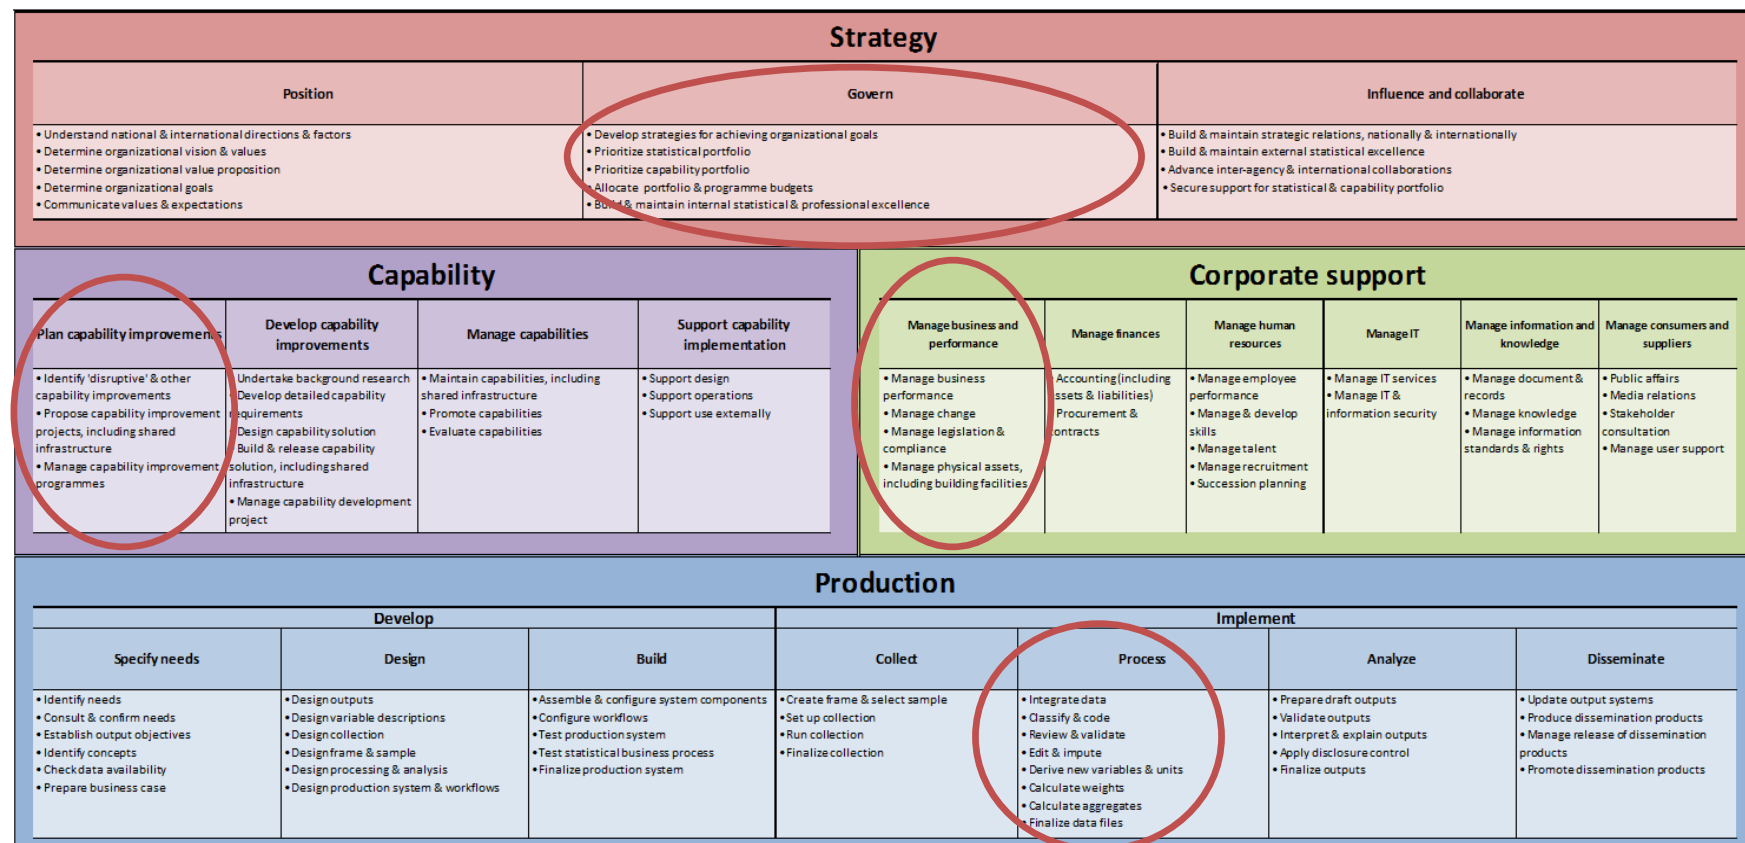 Strategy
Position
Govern
Influence and collaborate
• Understand national & international directions & factors
• Determine organizational vision & values
• Determine organizational value proposition
• Determine organizational goals
• Communicate values & expectations
• Develop strategies for achieving organizational goals
• Prioritize statistical portfolio
• Prioritize capability portfolio
• Allocate portfolio & programme budgets
• Build & maintain internal statistical & professional excellence
• Build & maintain strategic relations, nationally & internationally
• Build & maintain external statistical excellence
• Advance inter-agency & international collaborations
• Secure support for statistical & capability portfolio
Capability
Plan capability improvements
Develop capability
improvements
Manage capabilities
Support capability
implementation
• Identify 'disruptive' & other
capability improvements
• Propose capability improvement
projects, including shared
infrastructure
• Manage capability improvement
programmes
Undertake background research
• Develop detailed capability
requirements
• Design capability solution
Build & release capability
solution, including shared
infrastructure
• Manage capability development
project
• Maintain capabilities, including
shared infrastructure
• Promote capabilities
• Evaluate capabilities
• Support design
• Support operations
• Support use externally
Corporate support
Manage business and
performance
Manage finances
Manage human
resources
Manage IT
Manage information and
knowledge
Manage consumers and
suppliers
• Manage business
performance
• Manage change
• Manage legislation &
compliance
• Manage physical assets,
including building facilities
Accounting (including
assets & liabilities)
Procurement &
contracts
• Manage employee
performance
• Manage & develop
skills
• Manage talent
• Manage recruitment
• Succession planning
• Manage IT services
• Manage IT &
information security
• Manage document &
records
• Manage knowledge
• Manage information
standards & rights
• Public affairs
• Media relations
• Stakeholder
consultation
• Manage user support
Production
Develop
Implement
Specify needs
Design
Build
Collect
Process
Analyze
Disseminate
• Identify needs
• Consult & confirm needs
• Establish output objectives
• Identify concepts
• Check data availability
• Prepare business case
• Design outputs
• Design variable descriptions
• Design collection
• Design frame & sample
• Design processing & analysis
• Design production system & workflows
• Assemble & configure system components
• Configure workflows
• Test production system
• Test statistical business process
• Finalize production system
• Create frame & select sample
• Set up collection
• Run collection
• Finalize collection
• Integrate data
• Classify & code
• Review & validate
• Edit & impute
• Derive new variables & units
• Calculate weights
• Calculate aggregates
• Finalize data files
• Prepare draft outputs
• Validate outputs
• Interpret & explain outputs
• Apply disclosure control
• Finalize outputs
• Update output systems
• Produce dissemination products
• Manage release of dissemination
products
• Promote dissemination products